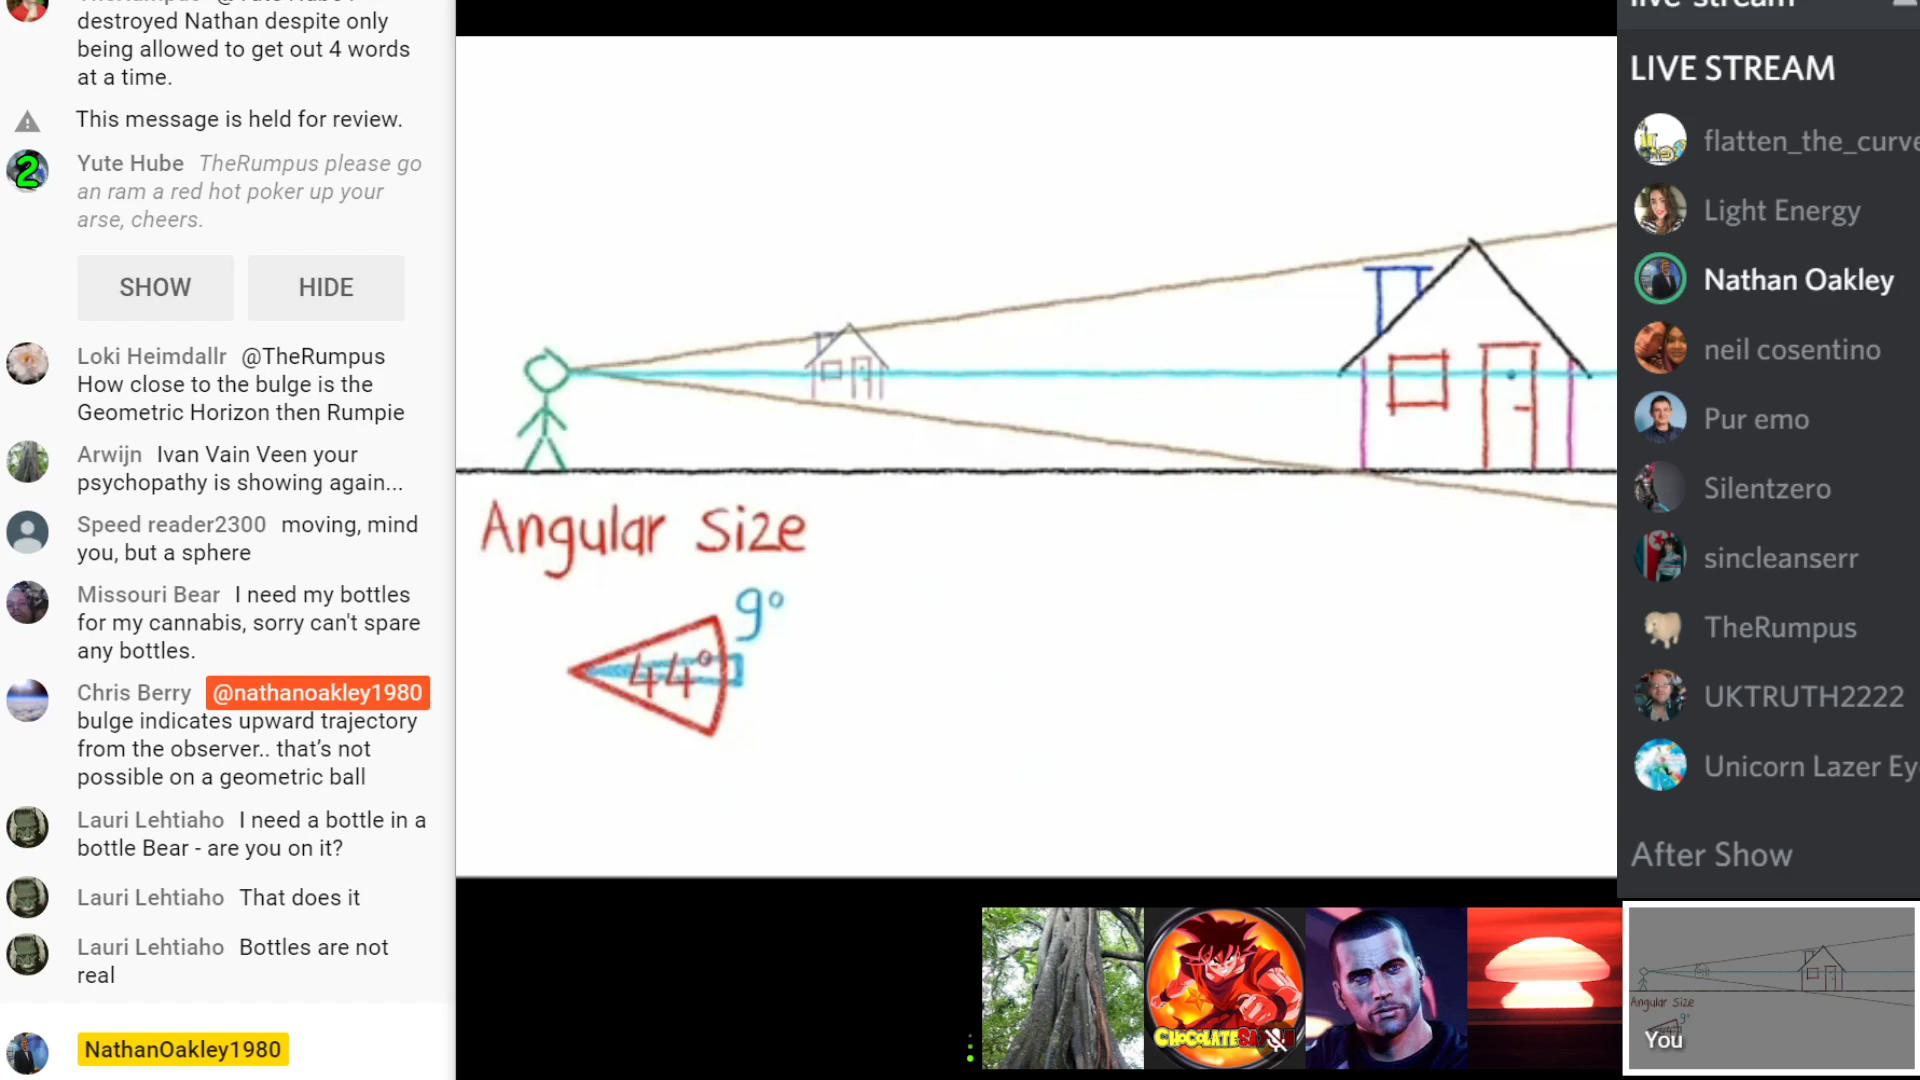 destroyed Nathan despite only
being allowed to get out 4 words
at a time.
This message is held for review.
Yute Hube TheRumpus please go
an ram a red hot poker up your
arse, cheers.
SHOW HIDE
Loki Heimdallr @TheRumpus
How close to the bulge is the
Geometric Horizon then Rumpie
Arwijn Ivan Vain Veen your
psychopathy is showing again...
Speed reader2300 moving, mind
you, but a sphere
Missouri Bear I need my bottles
for my cannabis, sorry can't spare
any bottles.
Chris Berry @nathanoakley1980
bulge indicates upward trajectory
from the observer.. that’s not
possible on a geometric ball
Lauri Lehtiaho I need a bottle in a
bottle Bear - are you on it?
Lauri Lehtiaho That does it
Lauri Lehtiaho Bottles are not
real
NathanOakley1980
2
Angular Size
9°
44°
live-stream
LIVE STREAM
flatten_the_curve
Light Energy
Nathan Oakley
neil cosentino
Pur emo
Silentzero
sincleanserr
TheRumpus
UKTRUTH2222
Unicorn Lazer Ey
After Show
Angular Size
9°
You